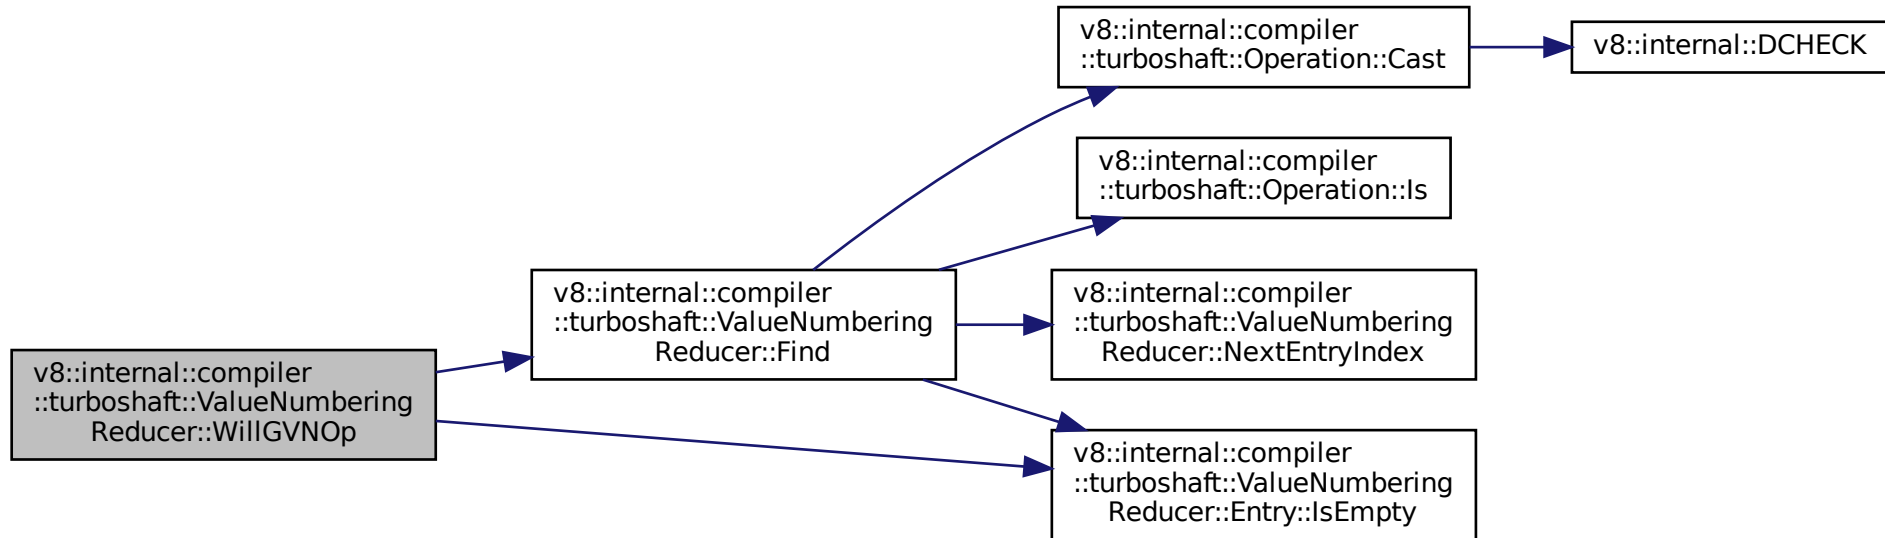 v8::internal::compiler
::turboshaft::Operation::Cast
v8::internal::DCHECK
v8::internal::compiler
::turboshaft::Operation::Is
v8::internal::compiler
::turboshaft::ValueNumbering
Reducer::Find
v8::internal::compiler
::turboshaft::ValueNumbering
Reducer::NextEntryIndex
v8::internal::compiler
::turboshaft::ValueNumbering
Reducer::WillGVNOp
v8::internal::compiler
::turboshaft::ValueNumbering
Reducer::Entry::IsEmpty